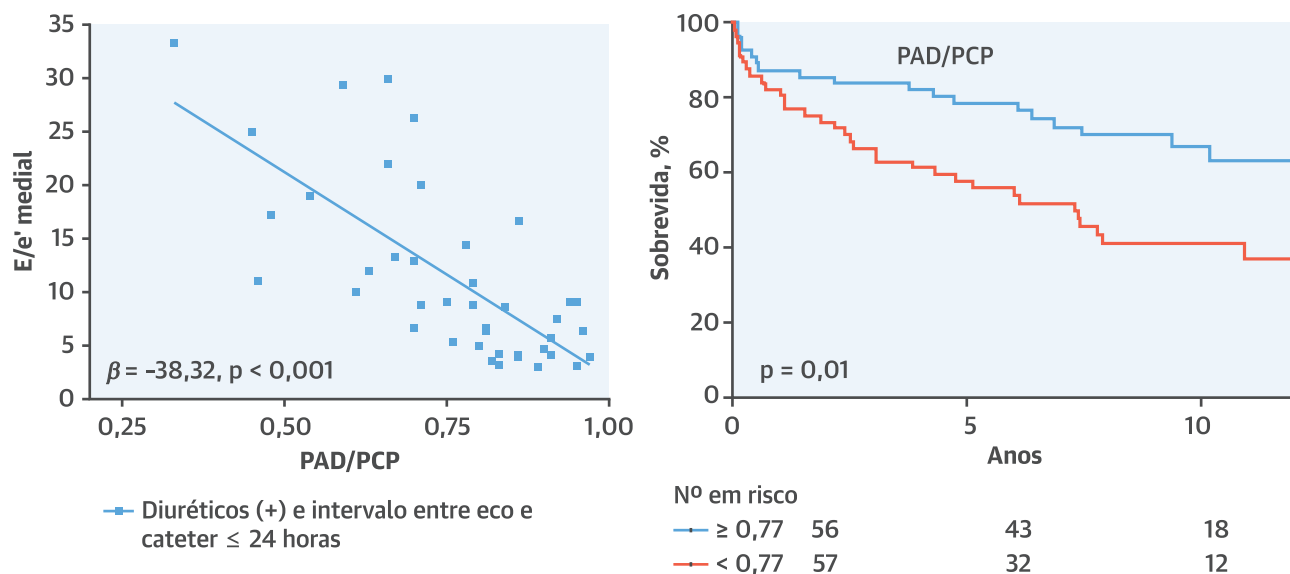 35
30
25
20
15
10
5
0
E/e' medial
β = -38,32, p < 0,001
0,25 0,50 0,75 1,00
PAD/PCP
Diuréticos (+) e intervalo entre eco e
cateter ≤ 24 horas
100
80
60
40
20
0
Sobrevida, %
PAD/PCP
p = 0,01
0 5 10
Anos
Nº em risco
≥ 0,77 56 43 18
< 0,77 57 32 12